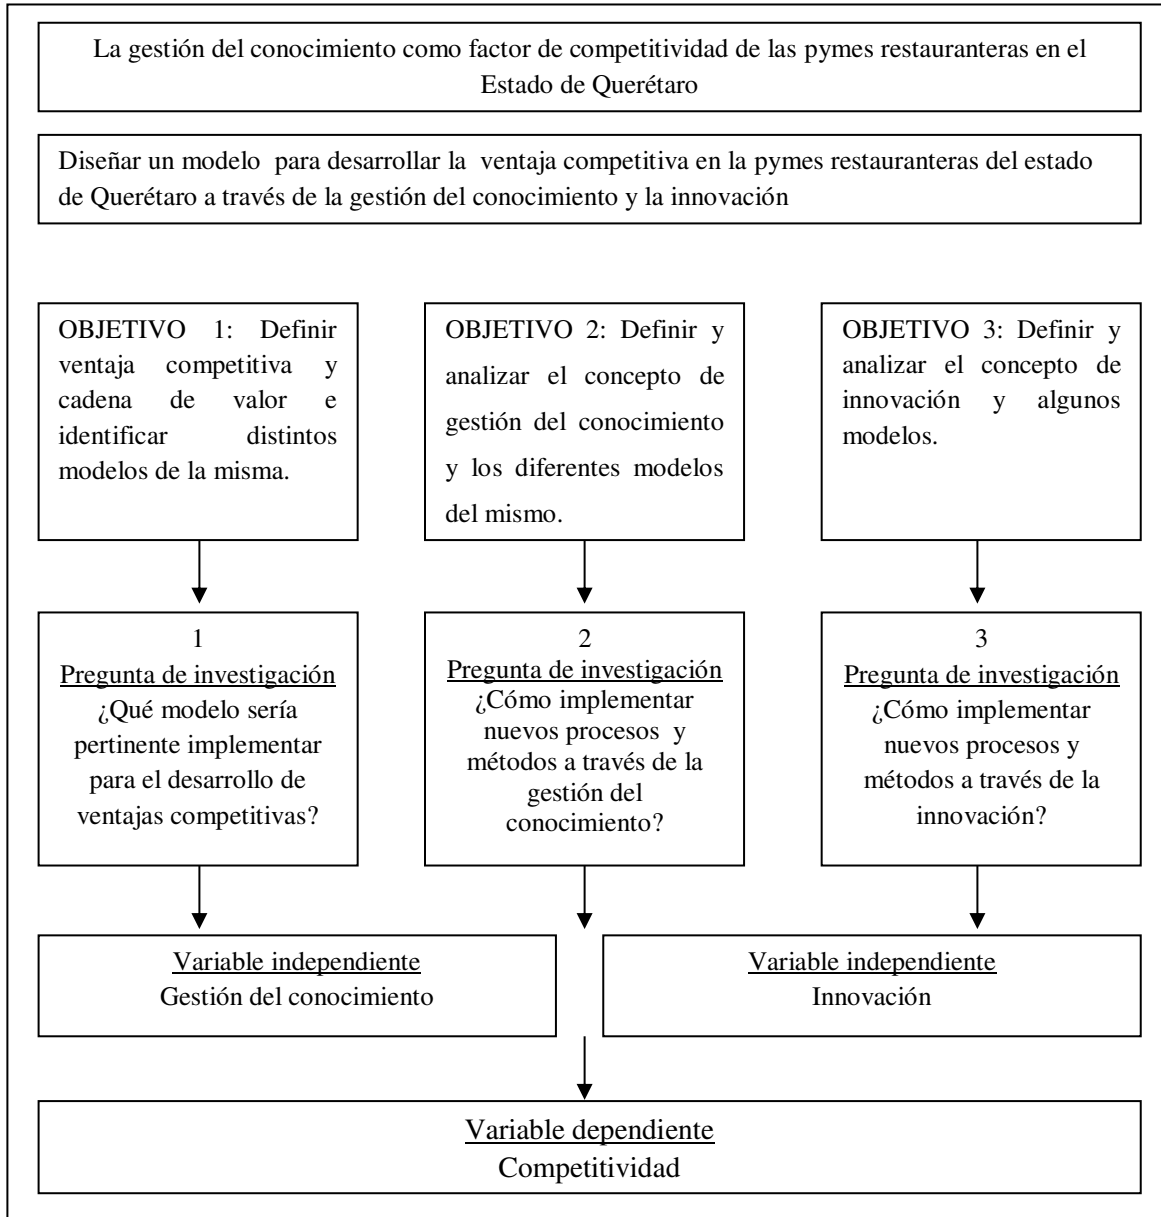 La gestión del conocimiento como factor de competitividad de las pymes restauranteras en el
Estado de Querétaro
Diseñar un modelo para desarrollar la ventaja competitiva en la pymes restauranteras del estado
de Querétaro a través de la gestión del conocimiento y la innovación
OBJETIVO 1: Definir
ventaja competitiva y
cadena de valor e
identificar distintos
modelos de la misma.
OBJETIVO 2: Definir y
analizar el concepto de
gestión del conocimiento
y los diferentes modelos
del mismo.
OBJETIVO 3: Definir y
analizar el concepto de
innovación y algunos
modelos.
1
Pregunta de investigación
¿Qué modelo sería
pertinente implementar
para el desarrollo de
ventajas competitivas?
2
Pregunta de investigación
¿Cómo implementar
nuevos procesos y
métodos a través de la
gestión del
conocimiento?
3
Pregunta de investigación
¿Cómo implementar
nuevos procesos y
métodos a través de la
innovación?
Variable independiente
Gestión del conocimiento
Variable independiente
Innovación
Variable dependiente
Competitividad